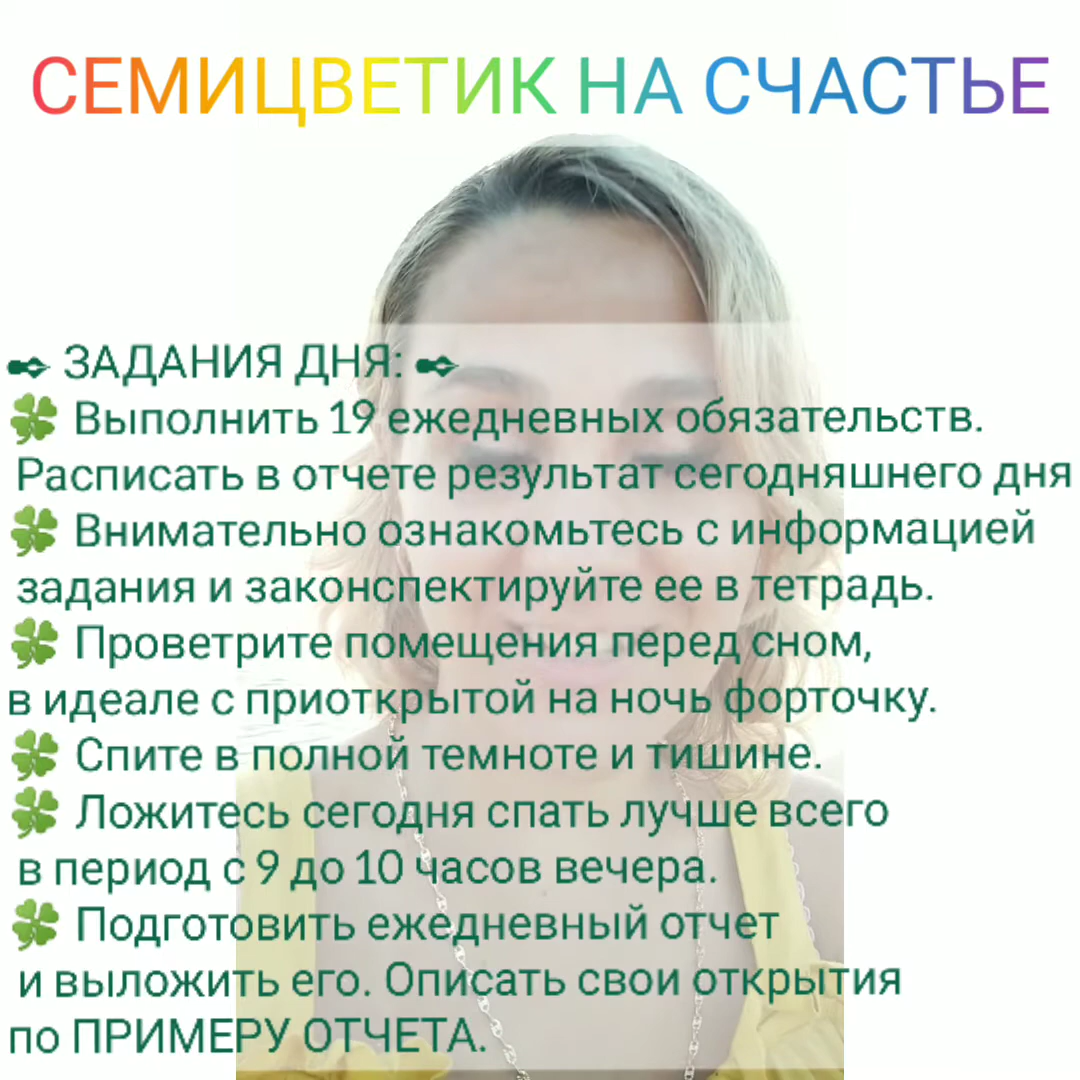 СЕМИЦВЕТИК НА СЧАСТЬЕ
✒ ЗАДАНИЯ ДНЯ: ✒
🍀 Выполнить 19 ежедневных обязательств.
Расписать в отчете результат сегодняшнего дня
🍀 Внимательно ознакомьтесь с информацией
задания и законспектируйте ее в тетрадь.
🍀 Проветрите помещения перед сном,
в идеале с приоткрытой на ночь форточку.
🍀 Спите в полной темноте и тишине.
🍀 Ложитесь сегодня спать лучше всего
в период с 9 до 10 часов вечера.
🍀 Подготовить ежедневный отчет
и выложить его. Описать свои открытия
по ПРИМЕРУ ОТЧЕТА.